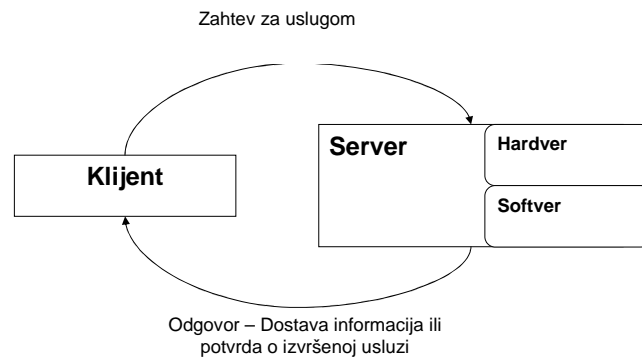 Zahtev za uslugom
Server
Hardver
Klijent
Softver
Odgovor – Dostava informacija ili
potvrda o izvršenoj usluzi